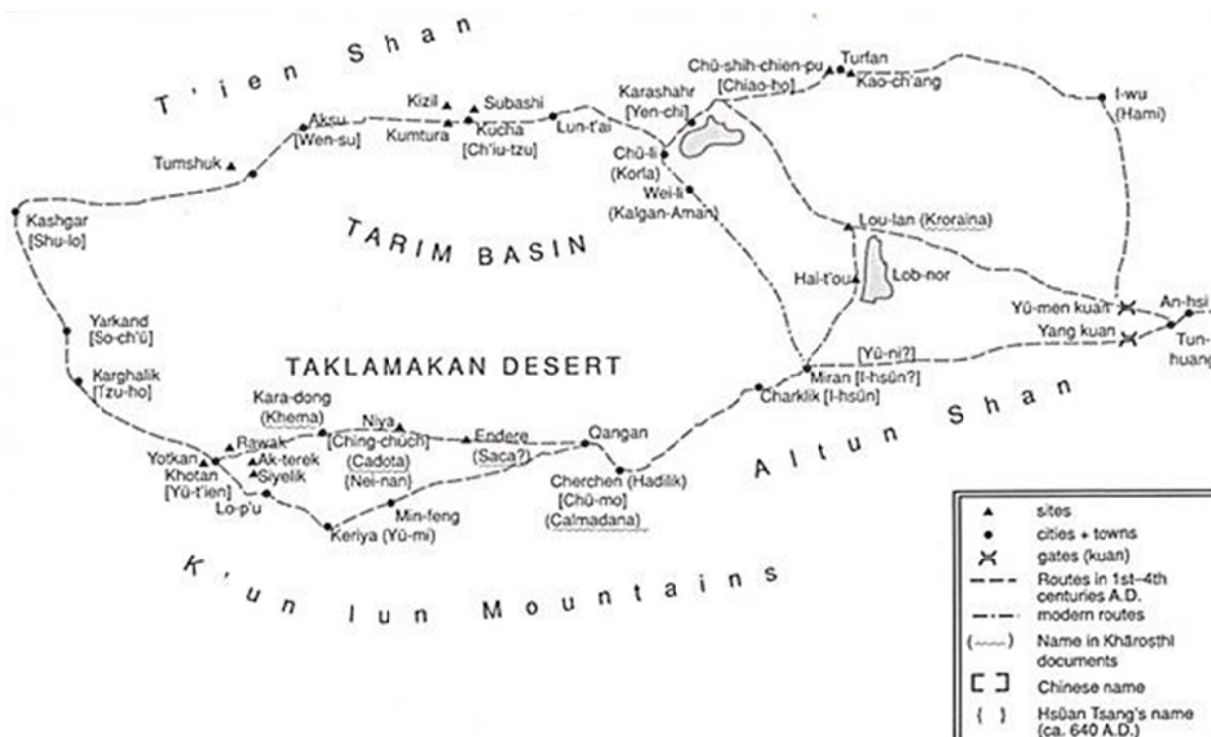 T'ien Shan
Chü-shih-chien-pu
[Chiao-ho]
Turfan
Kao-ch'ang
Karashahr
[Yen-chi]
I-wu
(Hami)
Kizil
Subashi
Aksu
[Wen-su]
Kumtura
Kucha
[Ch'iu-tzu]
Lun-t'ai
Tumshuk
Chü-li
(Korla)
Wei-li
(Kalgan-Aman)
Kashgar
[Shu-lo]
TARIM BASIN
Lou-lan (Kroraina)
Hai-t'ou
Lob-nor
Yü-men kuan
An-hsi
Yang kuan
Tun-
huang
Yarkand
[So-ch'ü]
TAKLAMAKAN DESERT
[Yü-ni?]
Miran [I-hsün?]
Karghalik
[Tzu-ho]
Charklik [I-hsün]
Altun Shan
Kara-dong
(Khema)
Niya
[Ching-chüch]
(Cadota)
(Nei-nan)
Endere
(Saca?)
Qangan
Rawak
Yotkan
Khotan
[Yü-t'ien]
Ak-terek
Siyelik
Lo-p'u
Cherchen (Hadilik)
[Chü-mo]
(Calmadana)
Min-feng
Keriya (Yü-mi)
K'un lun Mountains
sites
cities + towns
gates (kuan)
Routes in 1st–4th
centuries A.D.
modern routes
( ) Name in Khāroṣṭhī
documents
[ ] Chinese name
{ } Hsüan Tsang's name
(ca. 640 A.D.)